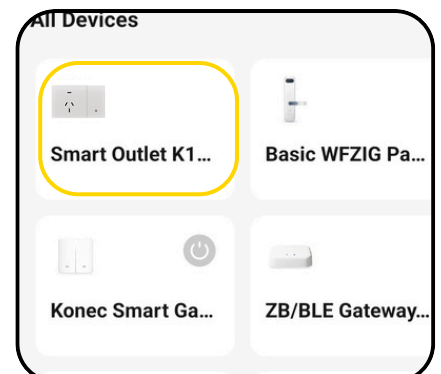 All Devices
Smart Outlet K1...
Basic WFZIG Pa...
Konec Smart Ga...
ZB/BLE Gateway...